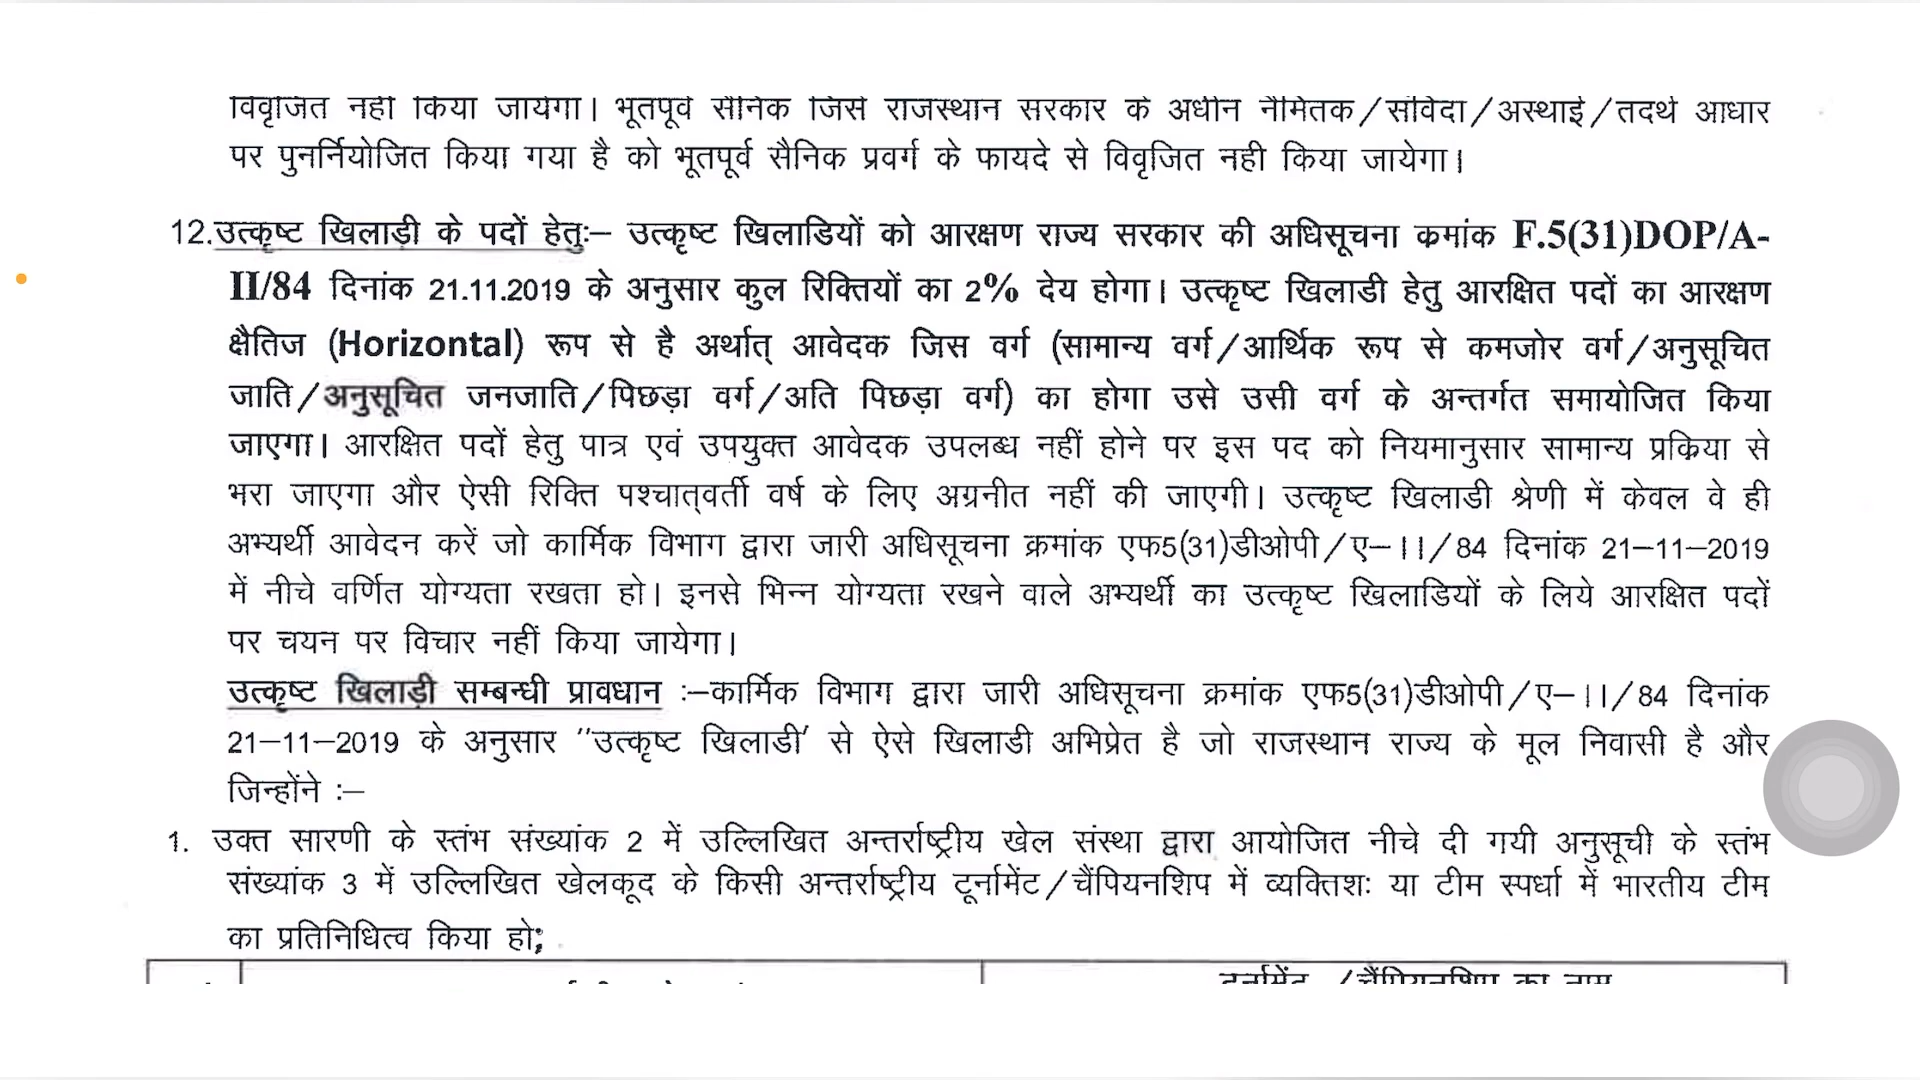 विवृजित नही किया जायेगा। भूतपूर्व सैनिक जिसे राजस्थान सरकार के अधीन नैमितक/संविदा/अस्थाई/तदर्थ आधार
पर पुनर्नियोजित किया गया है को भूतपूर्व सैनिक प्रवर्ग के फायदे से विवृजित नही किया जायेगा।
12.उत्कृष्ट खिलाड़ी के पदों हेतुः– उत्कृष्ट खिलाडियों को आरक्षण राज्य सरकार की अधिसूचना कमांक F.5(31)DOP/A-
II/84 दिनांक 21.11.2019 के अनुसार कुल रिक्तियों का 2% देय होगा। उत्कृष्ट खिलाडी हेतु आरक्षित पदों का आरक्षण
क्षैतिज (Horizontal) रूप से है अर्थात् आवेदक जिस वर्ग (सामान्य वर्ग/आर्थिक रूप से कमजोर वर्ग/अनुसूचित
जाति/अनुसूचित जनजाति/पिछड़ा वर्ग/अति पिछड़ा वर्ग) का होगा उसे उसी वर्ग के अन्तर्गत समायोजित किया
जाएगा। आरक्षित पदों हेतु पात्र एवं उपयुक्त आवेदक उपलब्ध नहीं होने पर इस पद को नियमानुसार सामान्य प्रकिया से
भरा जाएगा और ऐसी रिक्ति पश्चात्वर्ती वर्ष के लिए अग्रनीत नहीं की जाएगी। उत्कृष्ट खिलाडी श्रेणी में केवल वे ही
अभ्यर्थी आवेदन करें जो कार्मिक विभाग द्वारा जारी अधिसूचना क्रमांक एफ5(31)डीओपी/ए–II/84 दिनांक 21–11–2019
में नीचे वर्णित योग्यता रखता हो। इनसे भिन्न योग्यता रखने वाले अभ्यर्थी का उत्कृष्ट खिलाडियों के लिये आरक्षित पदों
पर चयन पर विचार नहीं किया जायेगा।
उत्कृष्ट खिलाड़ी सम्बन्धी प्रावधान :–कार्मिक विभाग द्वारा जारी अधिसूचना क्रमांक एफ5(31)डीओपी/ए–II/84 दिनांक
21–11–2019 के अनुसार ''उत्कृष्ट खिलाडी' से ऐसे खिलाडी अभिप्रेत है जो राजस्थान राज्य के मूल निवासी है और
जिन्होंने :–
1. उक्त सारणी के स्तंभ संख्यांक 2 में उल्लिखित अन्तर्राष्ट्रीय खेल संस्था द्वारा आयोजित नीचे दी गयी अनुसूची के स्तंभ
संख्यांक 3 में उल्लिखित खेलकूद के किसी अन्तर्राष्ट्रीय टूर्नामेंट/चैंपियनशिप में व्यक्तिशः या टीम स्पर्धा में भारतीय टीम
का प्रतिनिधित्व किया हो;
टूर्नामेंट /चैंपियनशिप का नाम